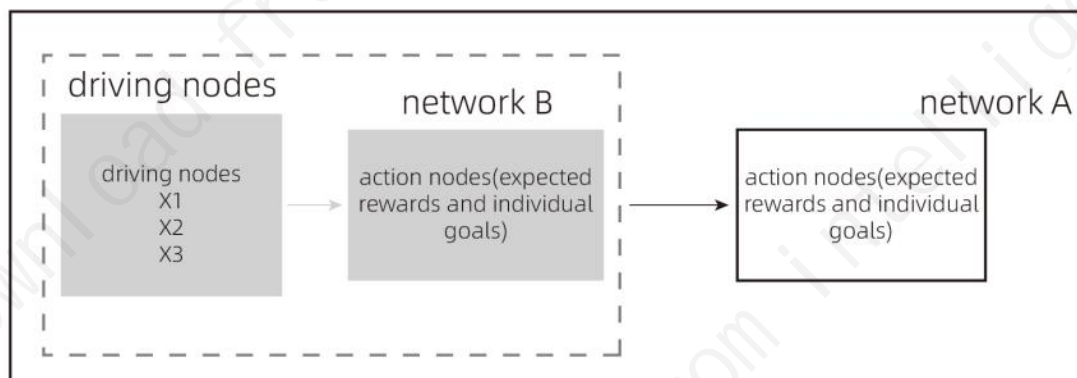 driving nodes
network B
network A
driving nodes
X1
X2
X3
action nodes(expected
rewards and individual
goals)
action nodes(expected
rewards and individual
goals)